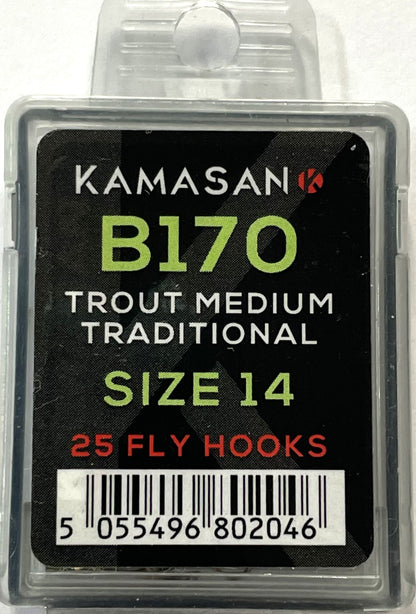 KAMASAN K
B170
TROUT MEDIUM
TRADITIONAL
SIZE 14
25 FLY HOOKS
5 055496 802046